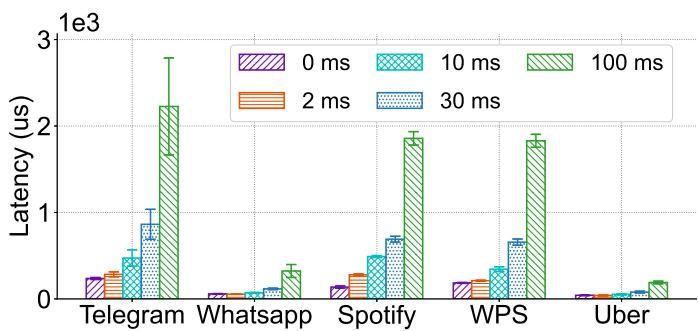 1e3
3
2
1
0
Latency (us)
0 ms
10 ms
100 ms
2 ms
30 ms
Telegram
Whatsapp
Spotify
WPS
Uber